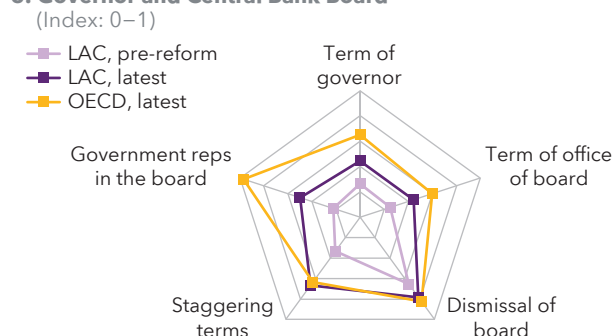 (Index: 0–1)
LAC, pre-reform
LAC, latest
OECD, latest
Term of
governor
Government reps
in the board
Term of office
of board
Staggering
terms
Dismissal of
board